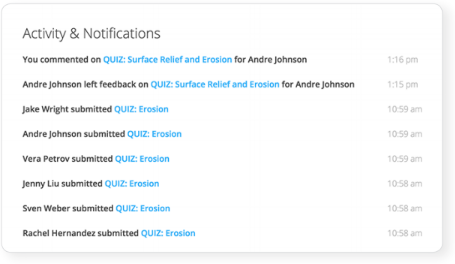 Activity & Notifications
You commented on QUIZ: Surface Relief and Erosion for Andre Johnson 1:16 pm
Andre Johnson left feedback on QUIZ: Surface Relief and Erosion for Andre Johnson 1:15 pm
Jake Wright submitted QUIZ: Erosion 10:59 am
Andre Johnson submitted QUIZ: Erosion 10:59 am
Vera Petrov submitted QUIZ: Erosion 10:59 am
Jenny Liu submitted QUIZ: Erosion 10:58 am
Sven Weber submitted QUIZ: Erosion 10:58 am
Rachel Hernandez submitted QUIZ: Erosion 10:58 am